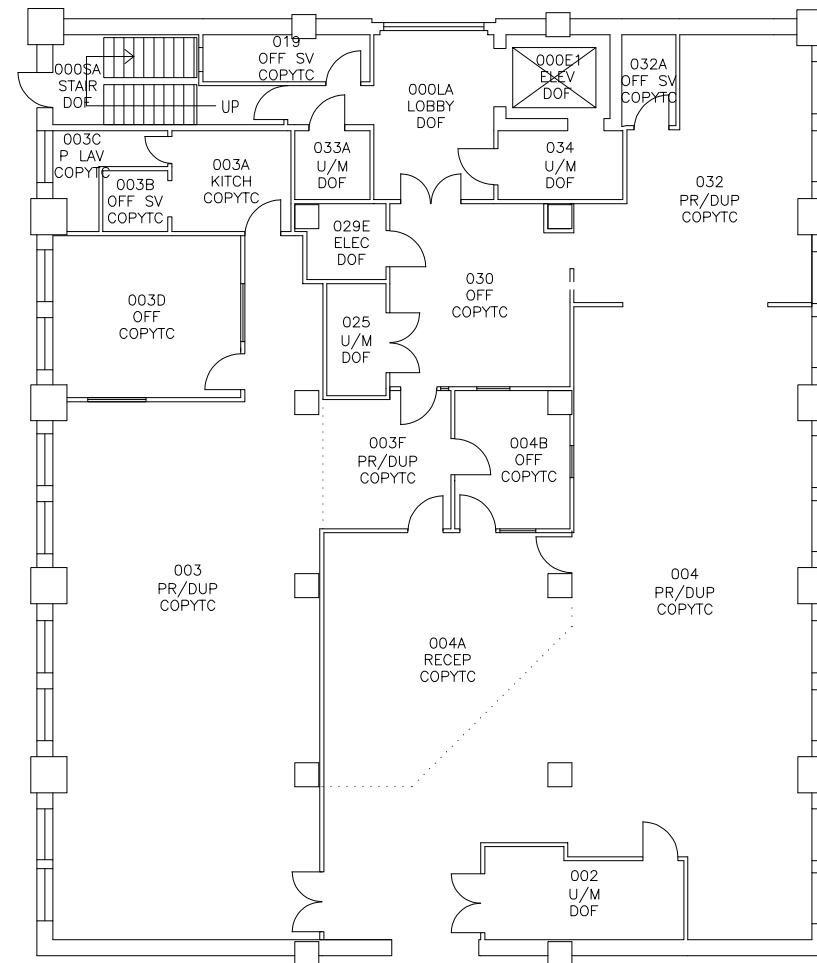 019
OFF SV
COPYTC
000SA
STAIR
DOF
UP
000LA
LOBBY
DOF
000E1
ELEV
DOF
032A
OFF SV
COPYTC
003C
P LAV
COPYTC
003B
OFF SV
COPYTC
003A
KITCH
COPYTC
033A
U/M
DOF
034
U/M
DOF
032
PR/DUP
COPYTC
029E
ELEC
DOF
030
OFF
COPYTC
003D
OFF
COPYTC
025
U/M
DOF
003F
PR/DUP
COPYTC
004B
OFF
COPYTC
003
PR/DUP
COPYTC
004
PR/DUP
COPYTC
004A
RECEP
COPYTC
002
U/M
DOF